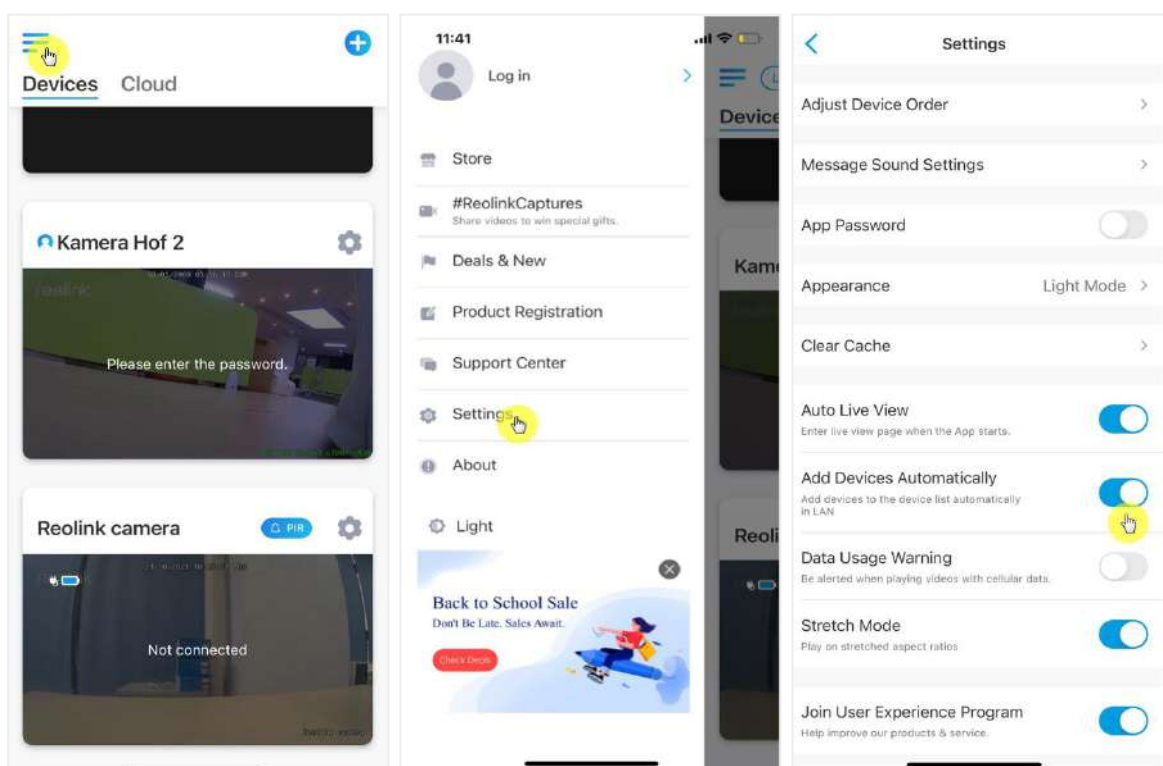 Devices Cloud
Kamera Hof 2
reolink
Please enter the password.
Reolink camera
PIR
Not connected
11:41
Log in
Store
#ReolinkCaptures
Share videos to win special gifts.
Deals & New
Product Registration
Support Center
Settings
About
Light
Back to School Sale
Don't Be Late. Sales Await.
Check Deals
Device
Kam
Reoli
Settings
Adjust Device Order
Message Sound Settings
App Password
Appearance Light Mode
Clear Cache
Auto Live View
Enter live view page when the App starts.
Add Devices Automatically
Add devices to the device list automatically
in LAN
Data Usage Warning
Be alerted when playing videos with cellular data.
Stretch Mode
Play on stretched aspect ratios
Join User Experience Program
Help improve our products & service.